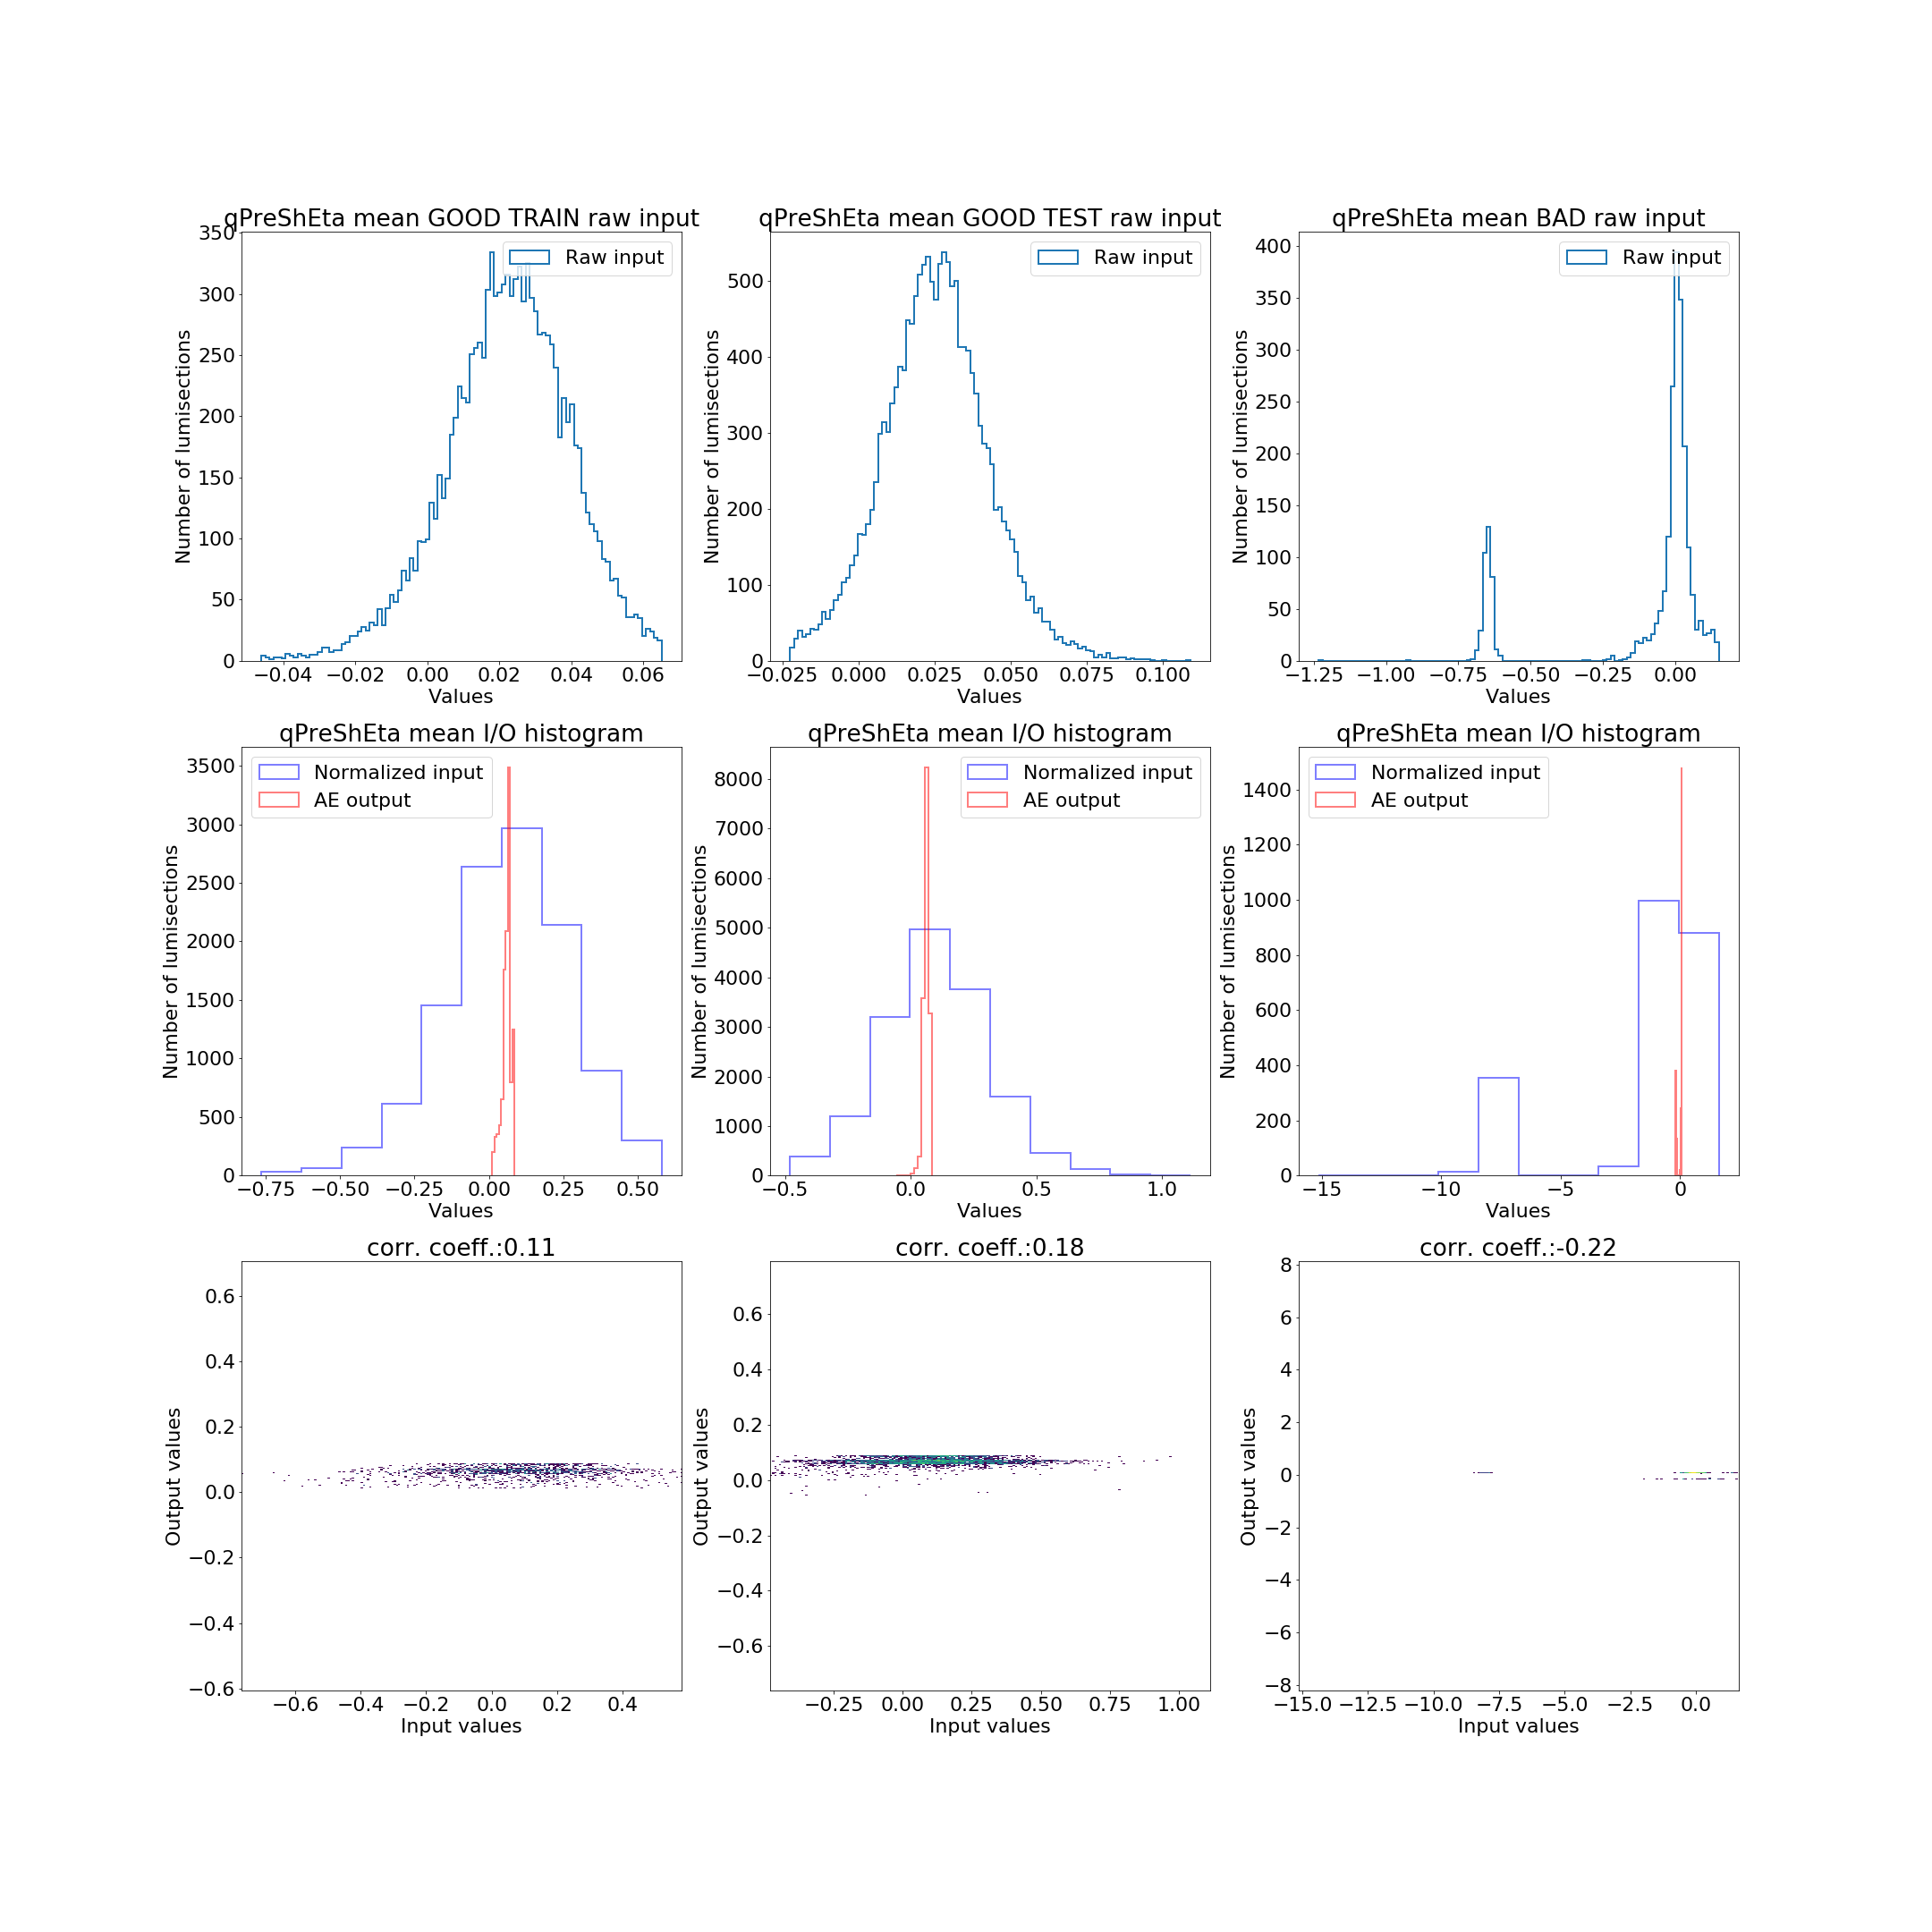 qPreShEta mean GOOD TRAIN raw input
350
300
250
200
150
100
50
0
Number of lumisections
Raw input
−0.04 −0.02 0.00 0.02 0.04 0.06
Values
qPreShEta mean GOOD TEST raw input
500
400
300
200
100
0
Number of lumisections
Raw input
−0.025 0.000 0.025 0.050 0.075 0.100
Values
qPreShEta mean BAD raw input
400
350
300
250
200
150
100
50
0
Number of lumisections
Raw input
−1.25 −1.00 −0.75 −0.50 −0.25 0.00
Values
qPreShEta mean I/O histogram
3500
3000
2500
2000
1500
1000
500
0
Number of lumisections
Normalized input
AE output
−0.75 −0.50 −0.25 0.00 0.25 0.50
Values
qPreShEta mean I/O histogram
8000
7000
6000
5000
4000
3000
2000
1000
0
Number of lumisections
Normalized input
AE output
−0.5 0.0 0.5 1.0
Values
qPreShEta mean I/O histogram
1400
1200
1000
800
600
400
200
0
Number of lumisections
Normalized input
AE output
−15 −10 −5 0
Values
corr. coeff.:0.11
0.6
0.4
0.2
0.0
−0.2
−0.4
−0.6
Output values
−0.6 −0.4 −0.2 0.0 0.2 0.4
Input values
corr. coeff.:0.18
0.6
0.4
0.2
0.0
−0.2
−0.4
−0.6
Output values
−0.25 0.00 0.25 0.50 0.75 1.00
Input values
corr. coeff.:-0.22
8
6
4
2
0
−2
−4
−6
−8
Output values
−15.0 −12.5 −10.0 −7.5 −5.0 −2.5 0.0
Input values